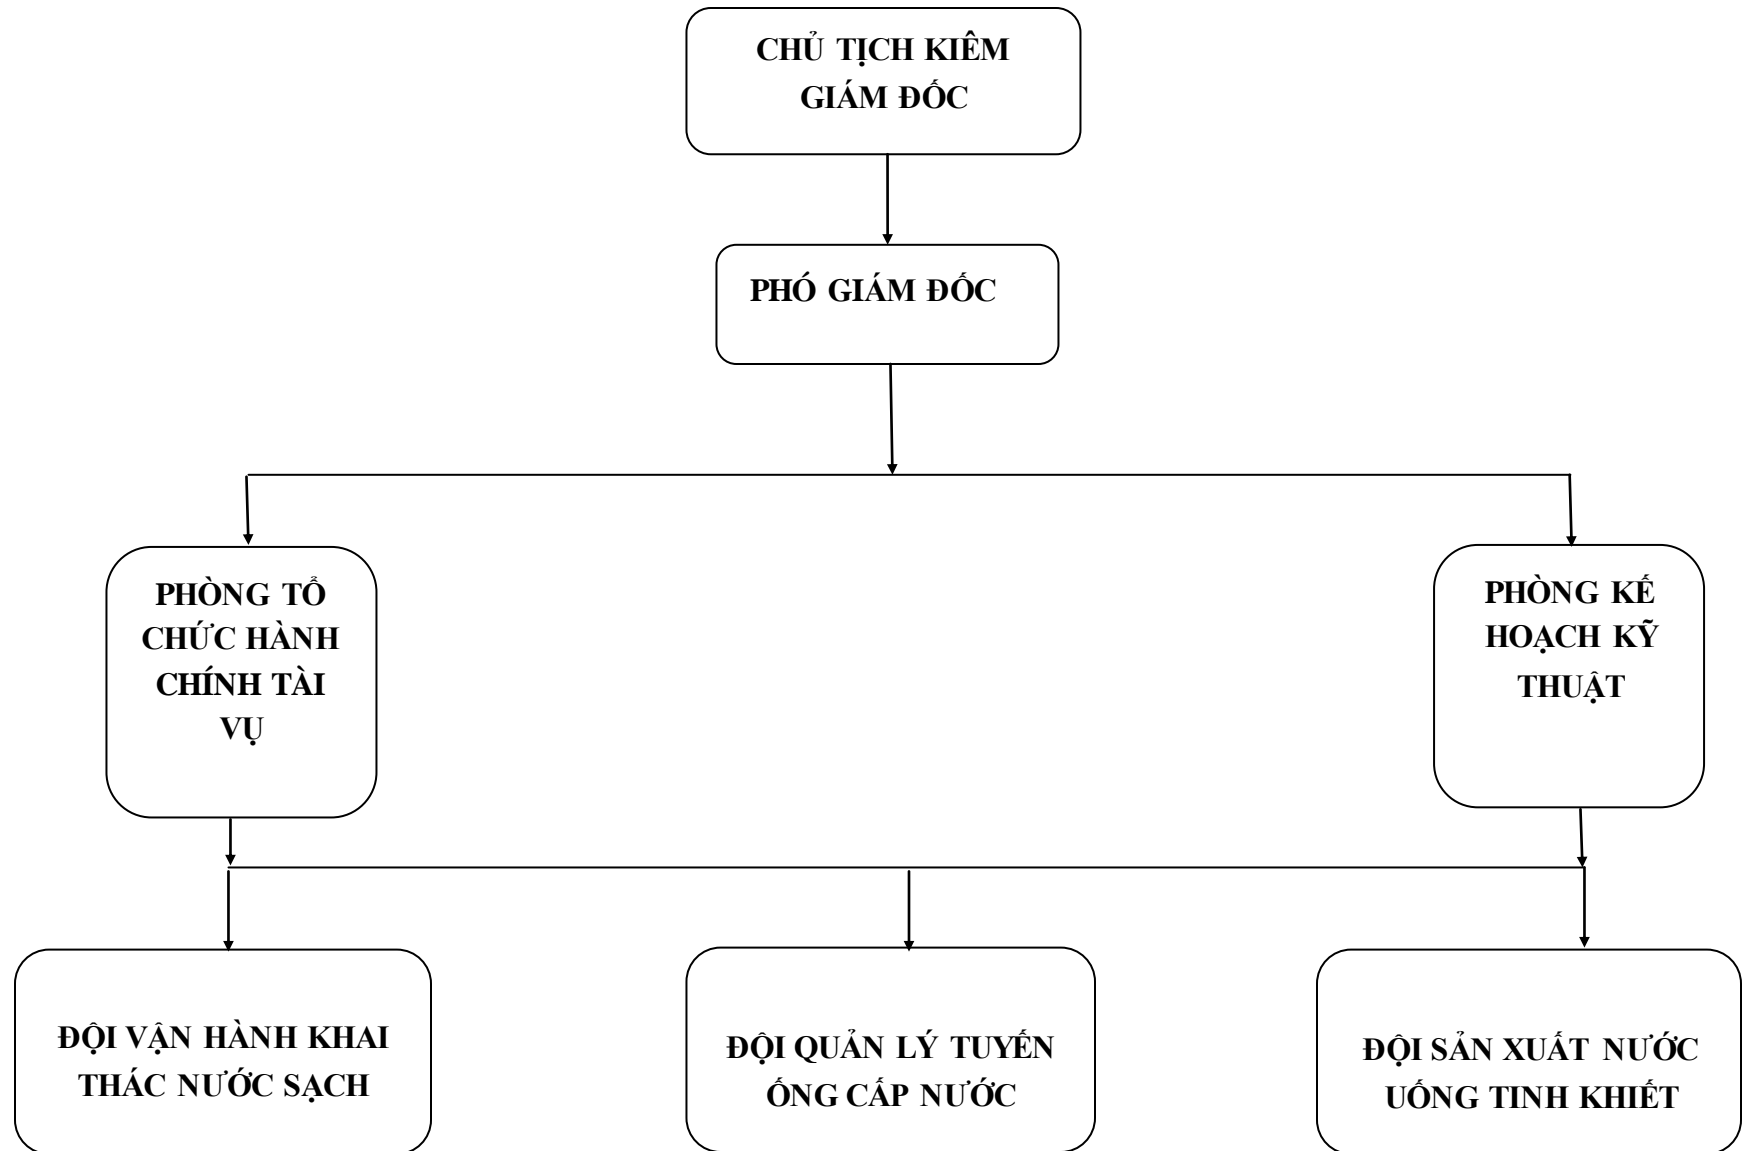 CHỦ TỊCH KIÊM
GIÁM ĐỐC
PHÓ GIÁM ĐỐC
PHÒNG TỔ
CHỨC HÀNH
CHÍNH TÀI
VỤ
PHÒNG KẾ
HOẠCH KỸ
THUẬT
ĐỘI VẬN HÀNH KHAI
THÁC NƯỚC SẠCH
ĐỘI QUẢN LÝ TUYẾN
ỐNG CẤP NƯỚC
ĐỘI SẢN XUẤT NƯỚC
UỐNG TINH KHIẾT